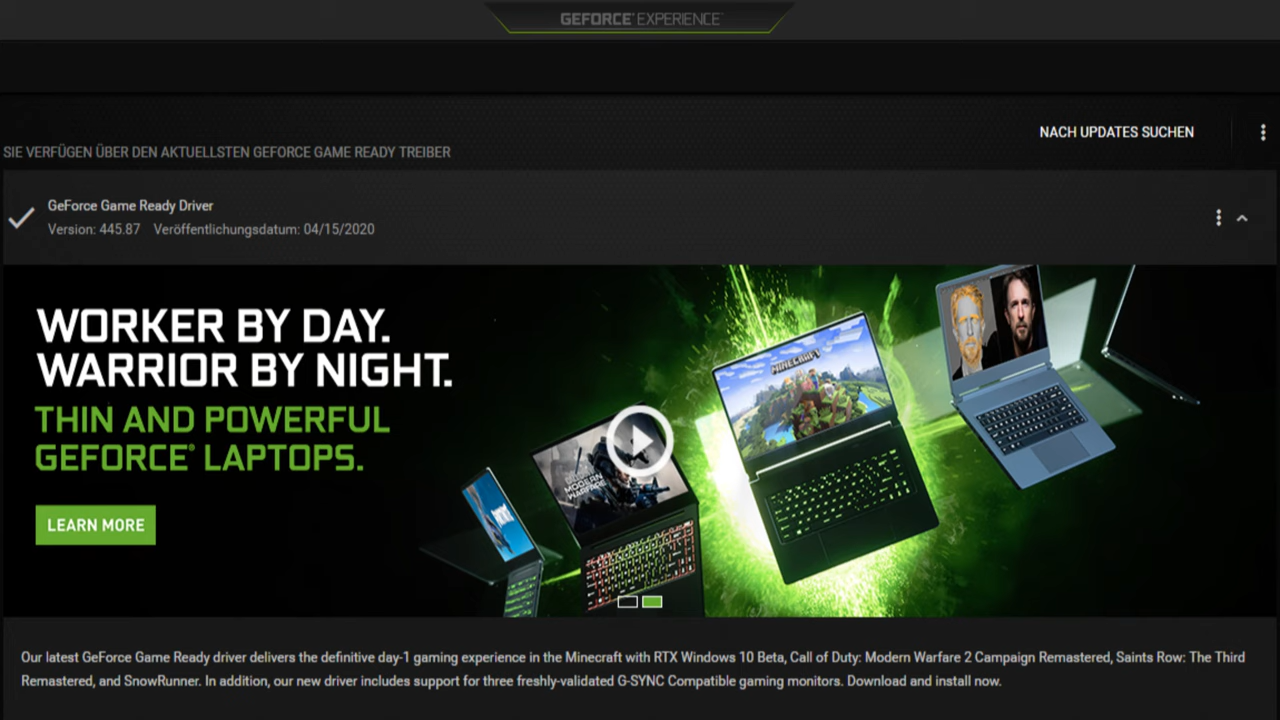 GEFORCE® EXPERIENCE™
NACH UPDATES SUCHEN
SIE VERFÜGEN ÜBER DEN AKTUELLSTEN GEFORCE GAME READY TREIBER
GeForce Game Ready Driver
Version: 445.87 Veröffentlichungsdatum: 04/15/2020
WORKER BY DAY.
WARRIOR BY NIGHT.
THIN AND POWERFUL
GEFORCE® LAPTOPS.
LEARN MORE
MINECRAFT
MODERN
WARFARE
Our latest GeForce Game Ready driver delivers the definitive day-1 gaming experience in the Minecraft with RTX Windows 10 Beta, Call of Duty: Modern Warfare 2 Campaign Remastered, Saints Row: The Third
Remastered, and SnowRunner. In addition, our new driver includes support for three freshly-validated G-SYNC Compatible gaming monitors. Download and install now.